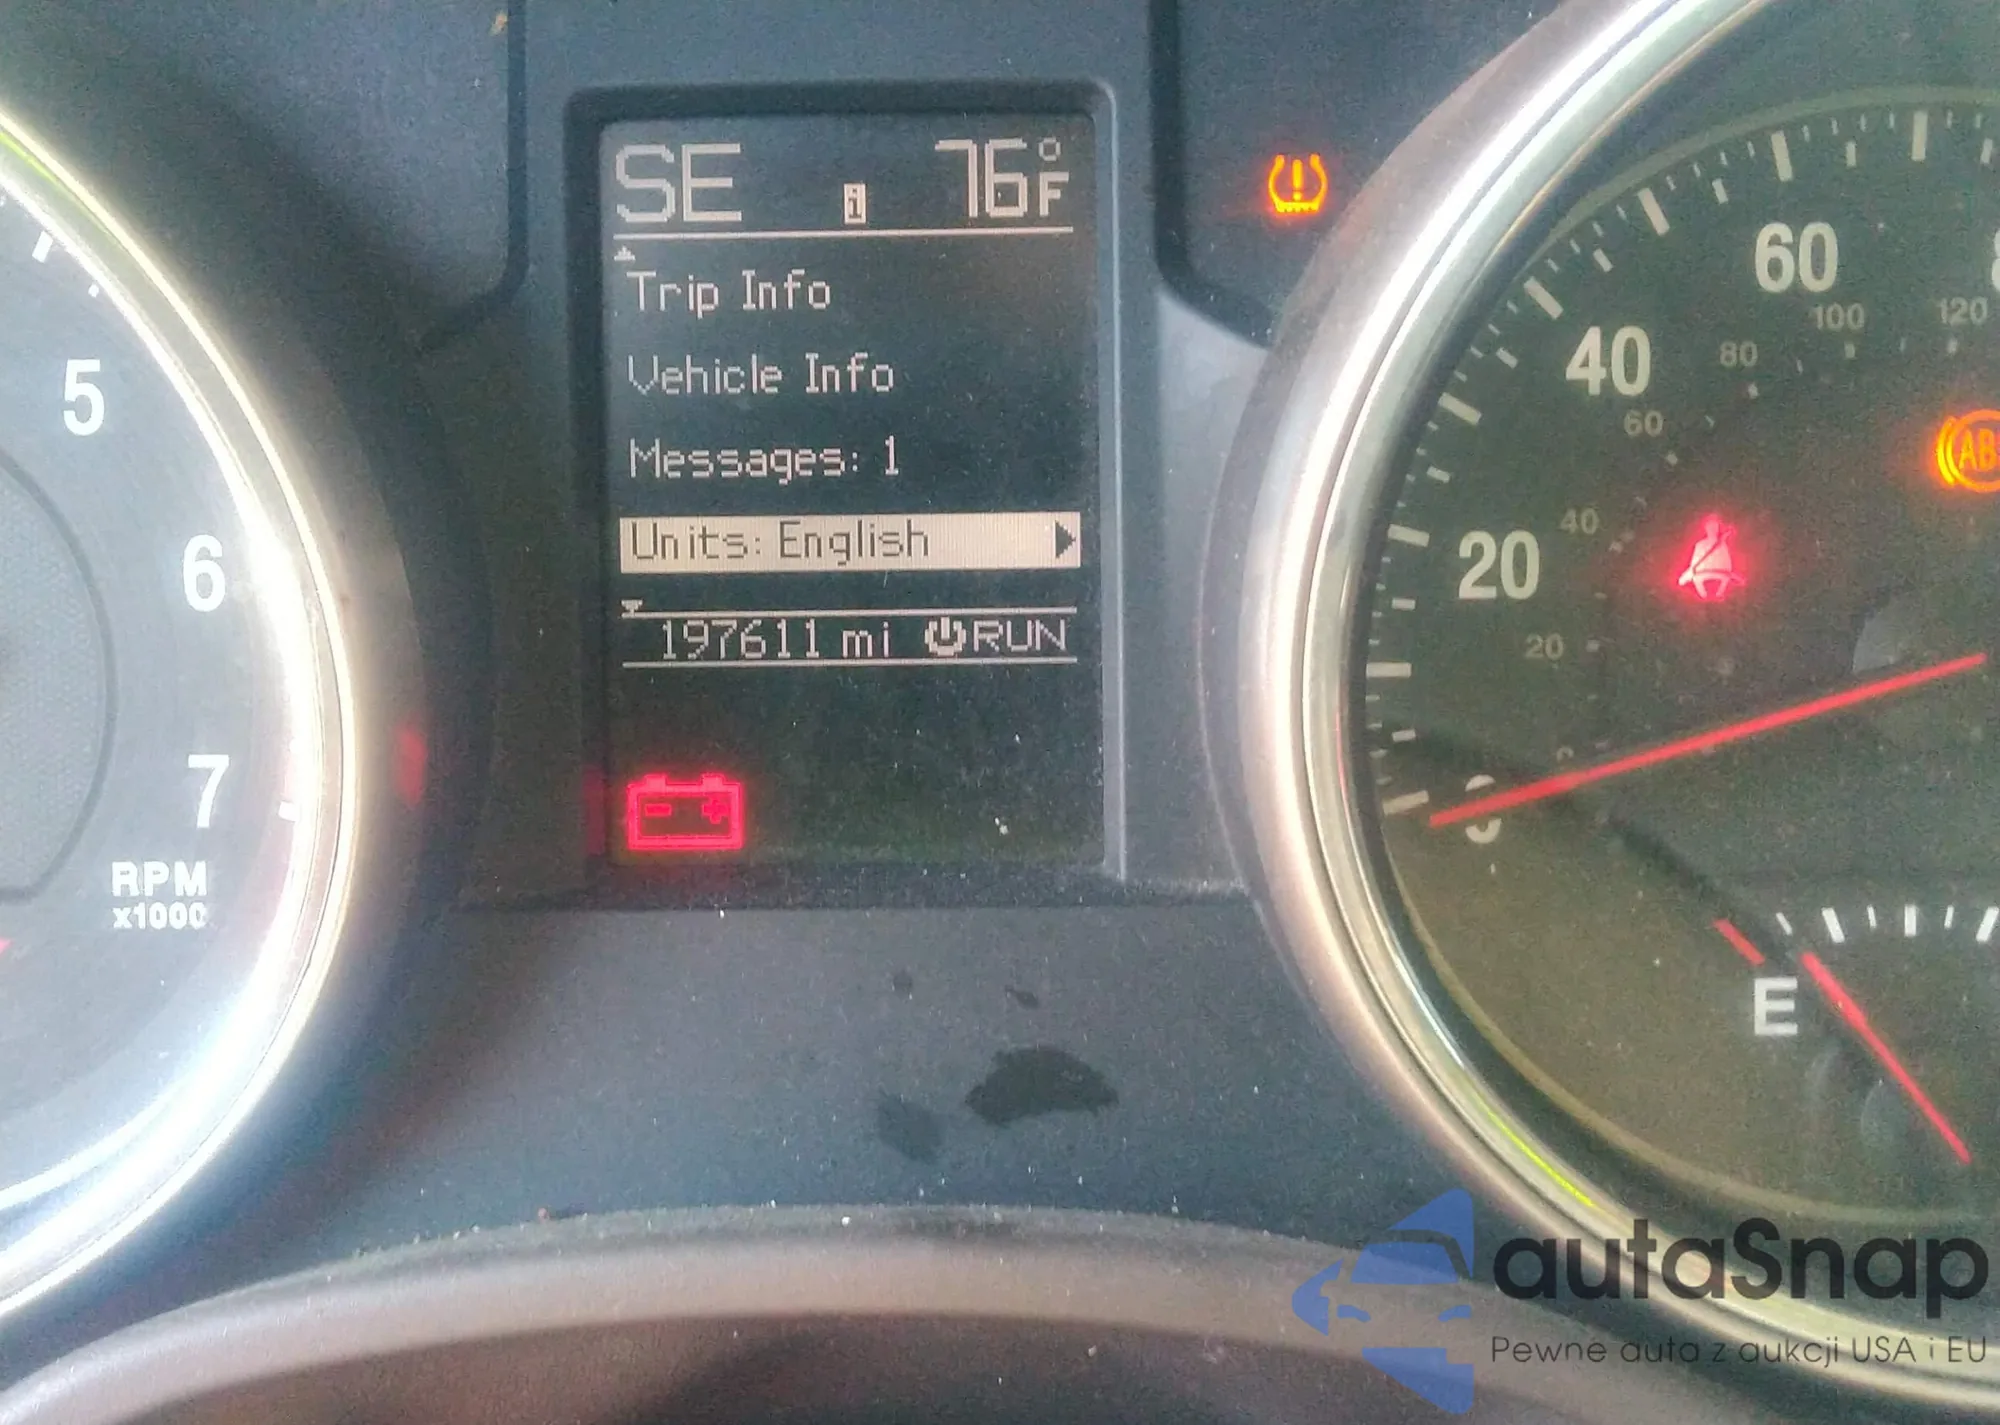 SE i 76°F
Trip Info
Vehicle Info
Messages: 1
Units: English
197611 mi RUN
5
6
7
RPM
x1000
60
100
120
40
80
60
20
40
20
0
E
autaSnap
Pewne auta z aukcji USA i EU